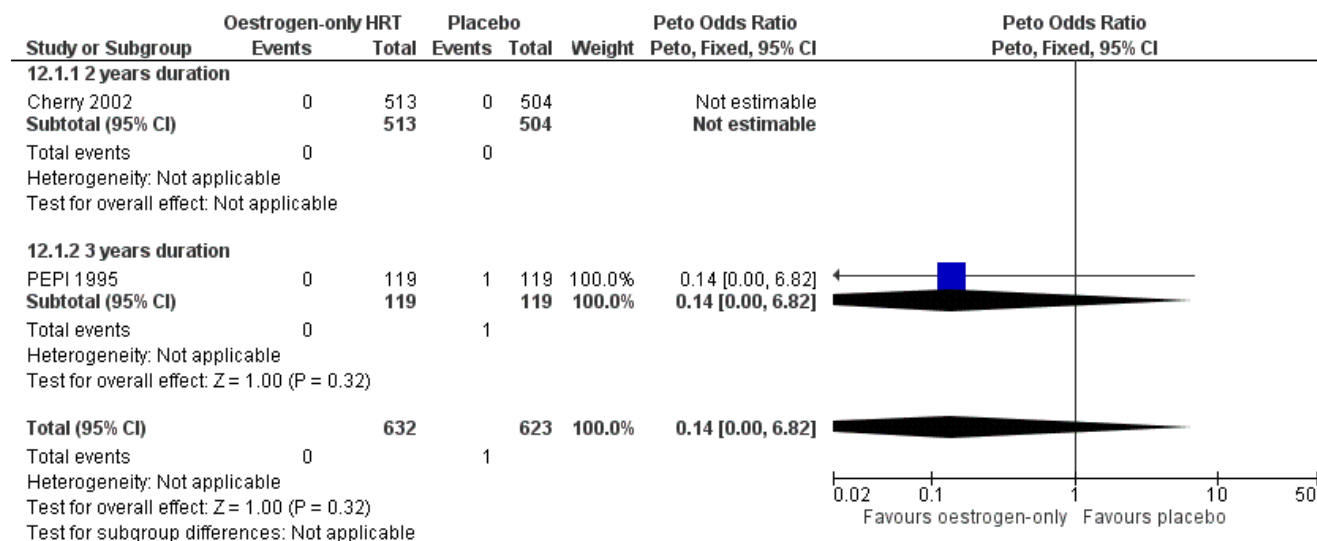 Oestrogen-only HRT Placebo Peto Odds Ratio Peto Odds Ratio
Study or Subgroup Events Total Events Total Weight Peto, Fixed, 95% CI Peto, Fixed, 95% CI
12.1.1 2 years duration
Cherry 2002 0 513 0 504 Not estimable
Subtotal (95% CI) 513 504 Not estimable
Total events 0 0
Heterogeneity: Not applicable
Test for overall effect: Not applicable
12.1.2 3 years duration
PEPI 1995 0 119 1 119 100.0% 0.14 [0.00, 6.82]
Subtotal (95% CI) 119 119 100.0% 0.14 [0.00, 6.82]
Total events 0 1
Heterogeneity: Not applicable
Test for overall effect: Z = 1.00 (P = 0.32)
Total (95% CI) 632 623 100.0% 0.14 [0.00, 6.82]
Total events 0 1
Heterogeneity: Not applicable
Test for overall effect: Z = 1.00 (P = 0.32)
Test for subgroup differences: Not applicable
0.02 0.1 1 10 50
Favours oestrogen-only Favours placebo